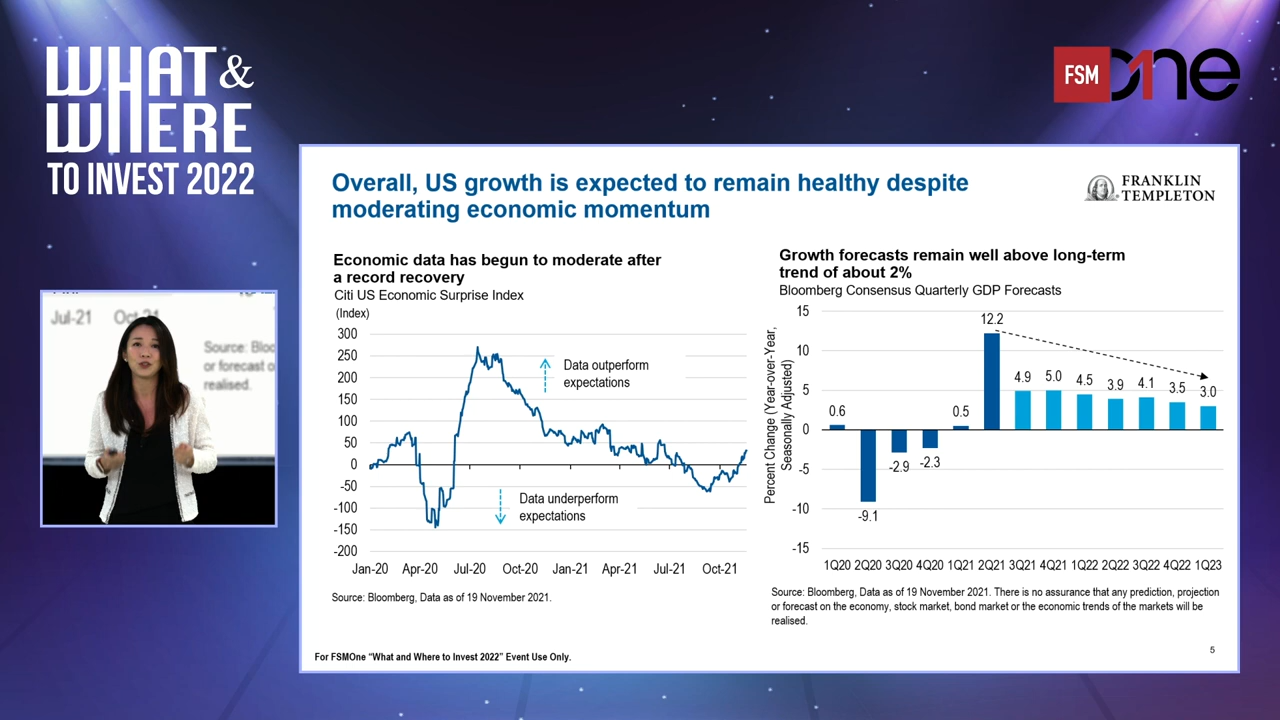 WHAT &
WHERE
TO INVEST 2022
FSM One
Overall, US growth is expected to remain healthy despite
moderating economic momentum
FRANKLIN
TEMPLETON
Economic data has begun to moderate after
a record recovery
Citi US Economic Surprise Index
(Index)
300
250
200
150
100
50
0
-50
-100
-150
-200
Data outperform
expectations
Data underperform
expectations
Jan-20 Apr-20 Jul-20 Oct-20 Jan-21 Apr-21 Jul-21 Oct-21
Source: Bloomberg, Data as of 19 November 2021.
Growth forecasts remain well above long-term
trend of about 2%
Bloomberg Consensus Quarterly GDP Forecasts
Percent Change (Year-over-Year,
Seasonally Adjusted)
15
10
5
0
-5
-10
-15
0.6
-9.1
-2.9
-2.3
0.5
12.2
4.9
5.0
4.5
3.9
4.1
3.5
3.0
1Q20 2Q20 3Q20 4Q20 1Q21 2Q21 3Q21 4Q21 1Q22 2Q22 3Q22 4Q22 1Q23
Source: Bloomberg, Data as of 19 November 2021. There is no assurance that any prediction, projection
or forecast on the economy, stock market, bond market or the economic trends of the markets will be
realised.
5
For FSMOne “What and Where to Invest 2022” Event Use Only.
Jul-21
Source:
or forecast
realised.